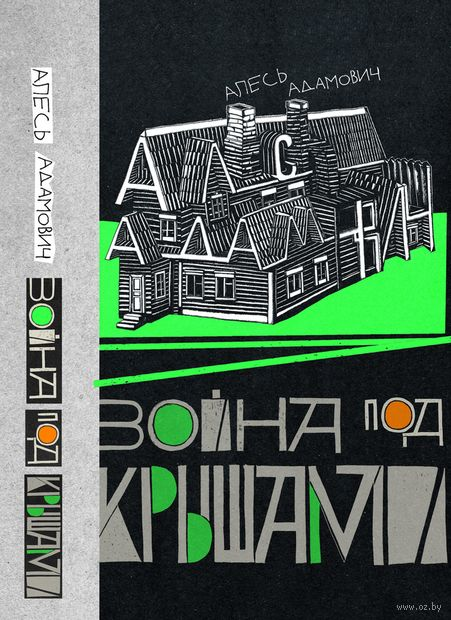 АЛЕСЬ АДАМОВИЧ
ВОЙНА ПОД КРЫШАМИ
АЛЕСЬ АДАМОВИЧ
ВОЙНА ПОД
КРЫШАМИ
www.oz.by